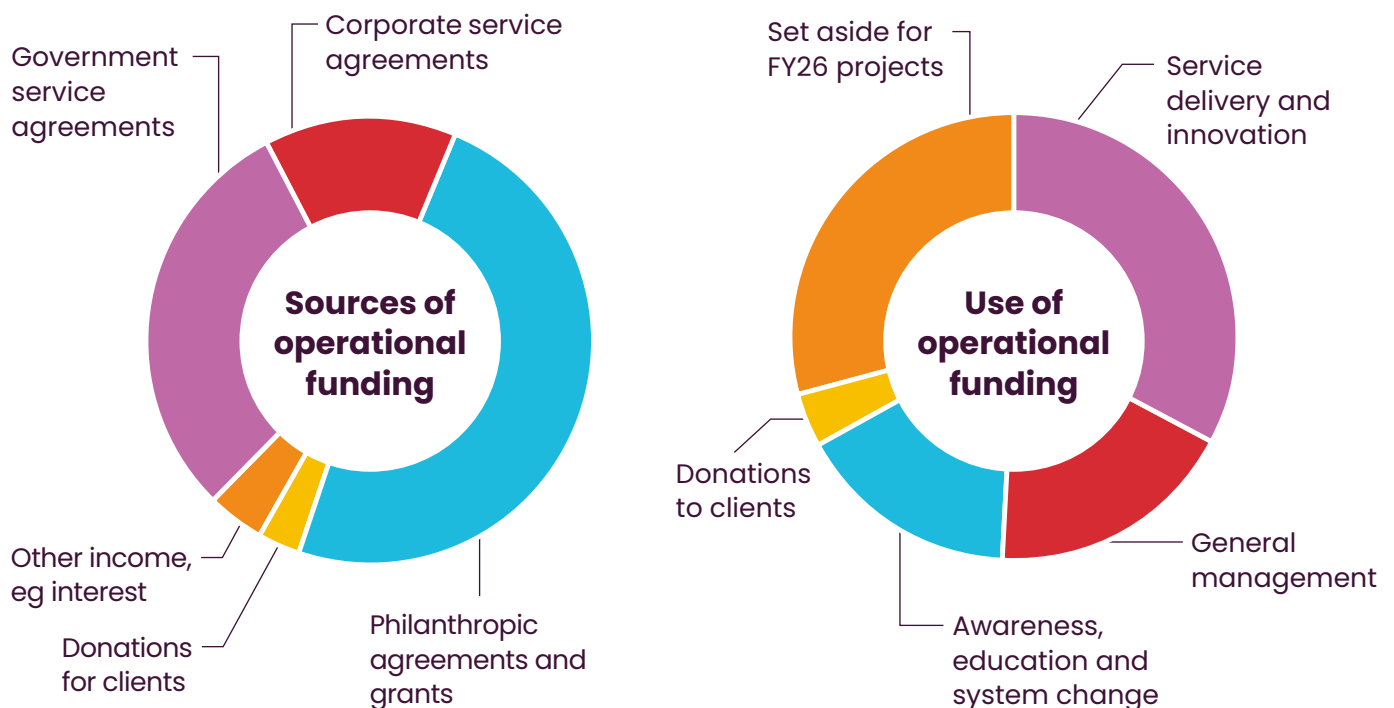 Corporate service
agreements
Government
service
agreements
Sources of
operational
funding
Other income,
eg interest
Donations
for clients
Philanthropic
agreements and
grants
Set aside for
FY26 projects
Service
delivery and
innovation
Use of
operational
funding
Donations
to clients
General
management
Awareness,
education and
system change